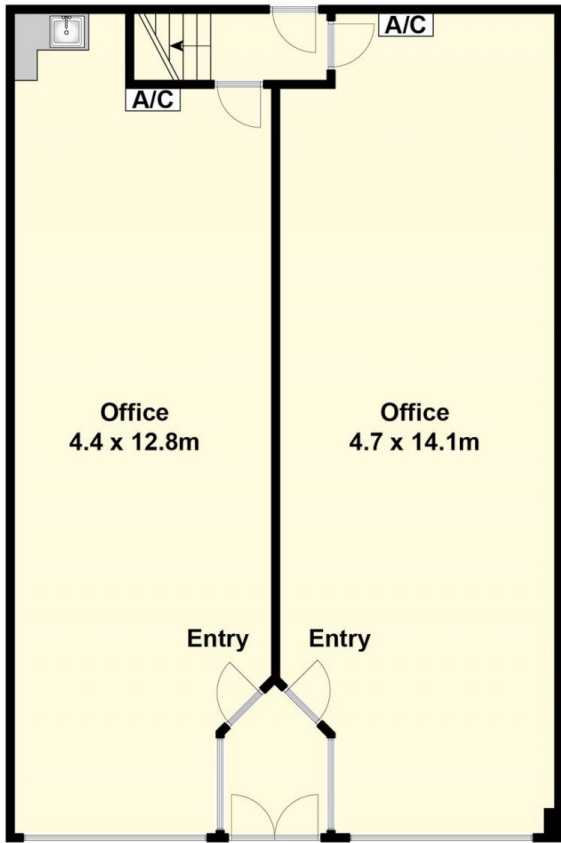 A/C
A/C
Office
4.4 x 12.8m
Office
4.7 x 14.1m
Entry
Entry